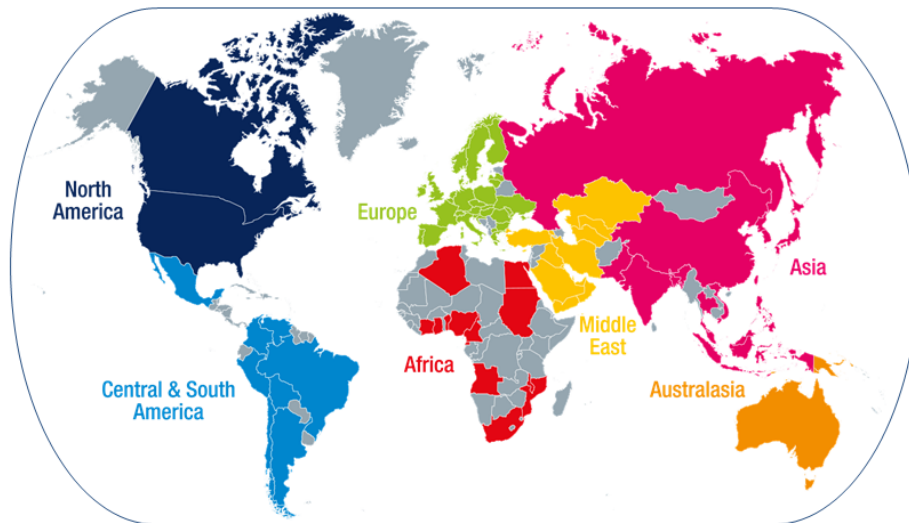 North
America
Europe
Asia
Middle
East
Africa
Central & South
America
Australasia